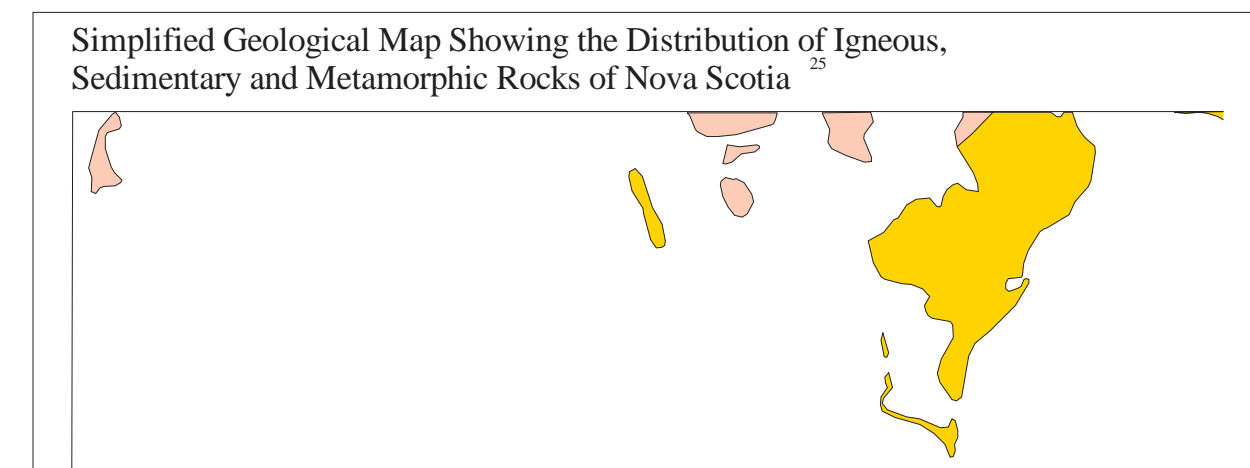 Simplified Geological Map Showing the Distribution of Igneous,
Sedimentary and Metamorphic Rocks of Nova Scotia 25